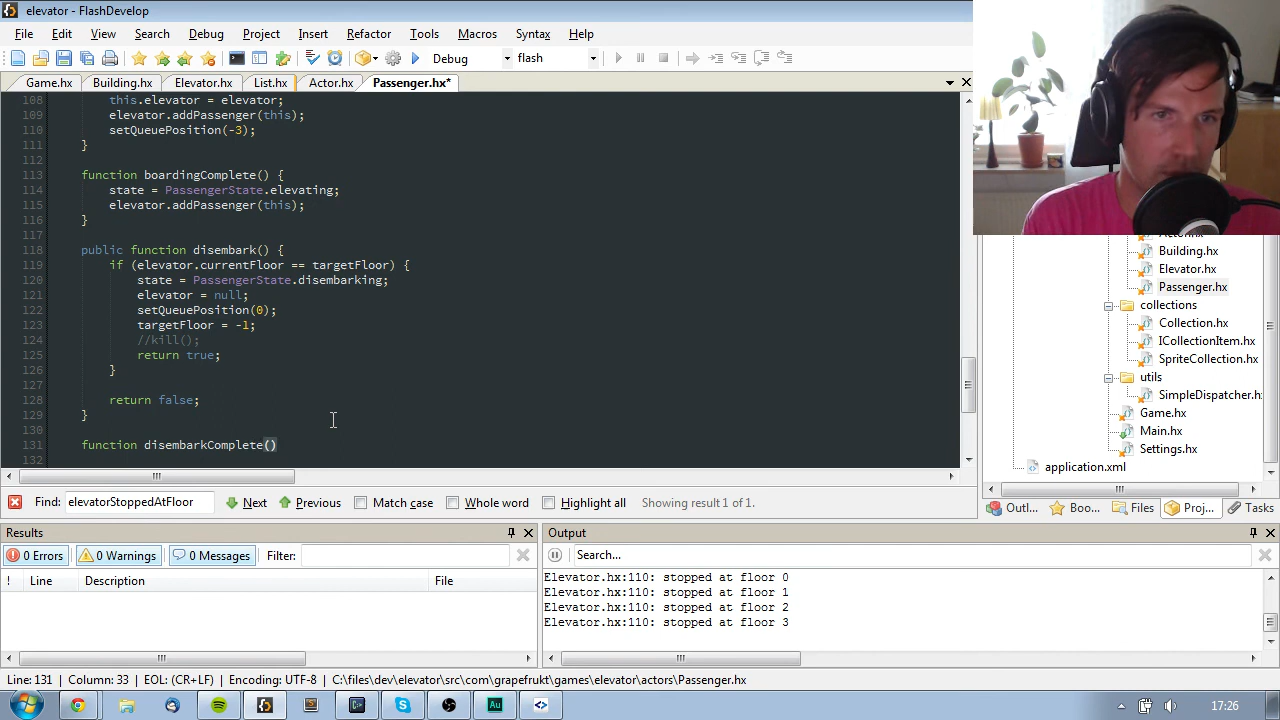 elevator - FlashDevelop
File Edit View Search Debug Project Insert Refactor Tools Macros Syntax Help
Debug flash
Game.hx Building.hx Elevator.hx List.hx Actor.hx Passenger.hx*
108 this.elevator = elevator;
109 elevator.addPassenger(this);
110 setQueuePosition(-3);
111 }
112
113 function boardingComplete() {
114 state = PassengerState.elevating;
115 elevator.addPassenger(this);
116 }
117
118 public function disembark() {
119 if (elevator.currentFloor == targetFloor) {
120 state = PassengerState.disembarking;
121 elevator = null;
122 setQueuePosition(0);
123 targetFloor = -1;
124 //kill();
125 return true;
126 }
127
128 return false;
129 }
130
131 function disembarkComplete()
132
Building.hx
Elevator.hx
Passenger.hx
collections
Collection.hx
ICollectionItem.hx
SpriteCollection.hx
utils
SimpleDispatcher.h
Game.hx
Main.hx
Settings.hx
application.xml
Outl... Boo... Files Proj... Tasks
Find: elevatorStoppedAtFloor Next Previous Match case Whole word Highlight all Showing result 1 of 1.
Results
0 Errors 0 Warnings 0 Messages Filter:
! Line Description File
Output
Search...
Elevator.hx:110: stopped at floor 0
Elevator.hx:110: stopped at floor 1
Elevator.hx:110: stopped at floor 2
Elevator.hx:110: stopped at floor 3
Line: 131 Column: 33 EOL: (CR+LF) Encoding: UTF-8 C:\files\dev\elevator\src\com\grapefrukt\games\elevator\actors\Passenger.hx
Au 17:26